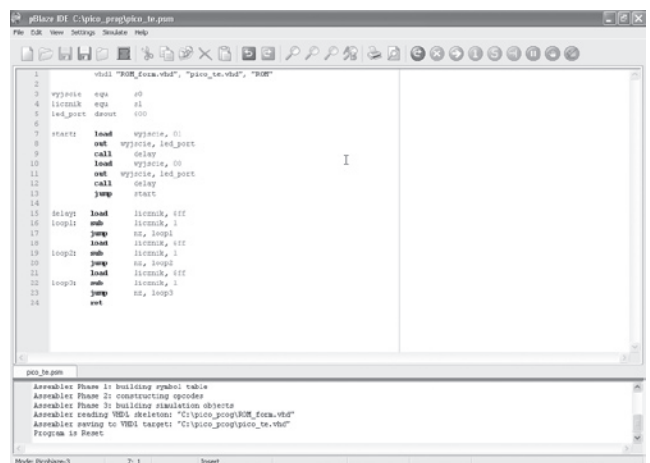 pBlaze IDE C:\pico_prog\pico_te.psm
File Edit View Settings Simulate Help
1 vhdl "ROM_form.vhd", "pico_te.vhd", "ROM"
2
3 wyjscie equ s0
4 licznik equ s1
5 led_port dsout $00
6
7 start: load wyjscie, 01
8 out wyjscie, led_port
9 call delay
10 load wyjscie, 00
11 out wyjscie, led_port
12 call delay
13 jump start
14
15 delay: load licznik, $ff
16 loop1: sub licznik, 1
17 jump nz, loop1
18 load licznik, $ff
19 loop2: sub licznik, 1
20 jump nz, loop2
21 load licznik, $ff
22 loop3: sub licznik, 1
23 jump nz, loop3
24 ret
pico_te.psm
Assembler Phase 1: building symbol table
Assembler Phase 2: constructing opcodes
Assembler Phase 3: building simulation objects
Assembler reading VHDL skeleton: "C:\pico_prog\ROM_form.vhd"
Assembler saving to VHDL target: "C:\pico_prog\pico_te.vhd"
Program is Reset
Mode: Picoblaze-3 7: 1 Insert